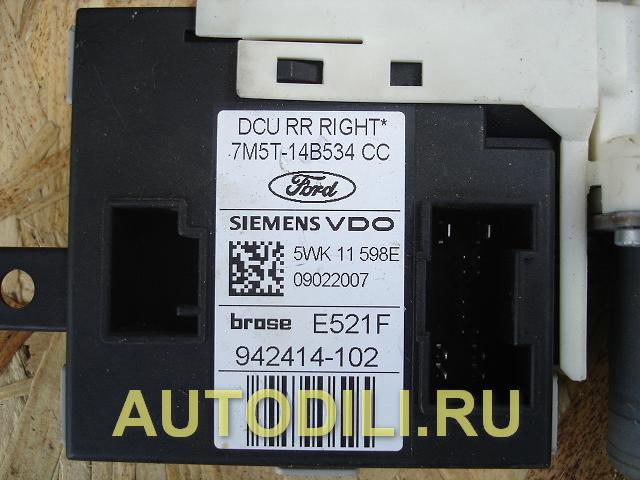 DCU RR RIGHT*
7M5T-14B534 CC
Ford
SIEMENS VDO
5WK 11 598E
09022007
brose E521F
942414-102
AUTODILI.RU